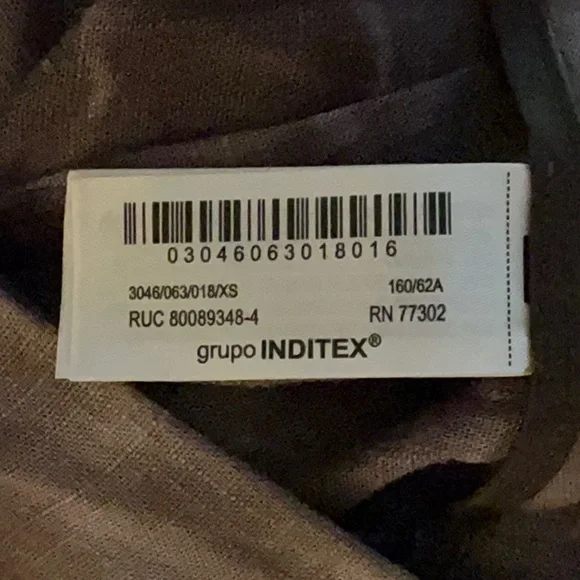 03046063018016
3046/063/018/XS 160/62A
RUC 80089348-4 RN 77302
grupo INDITEX®